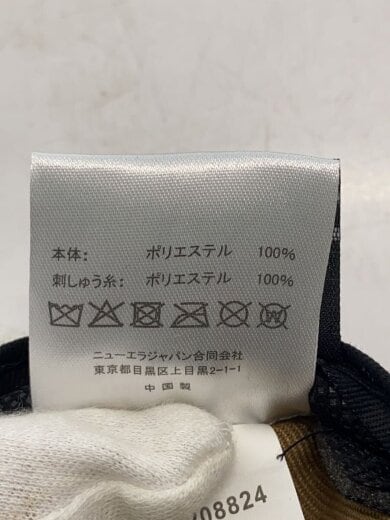 本体: ポリエステル 100%
刺しゅう糸: ポリエステル 100%
ニューエラジャパン合同会社
東京都目黒区上目黒2-1-1
中国製
08824